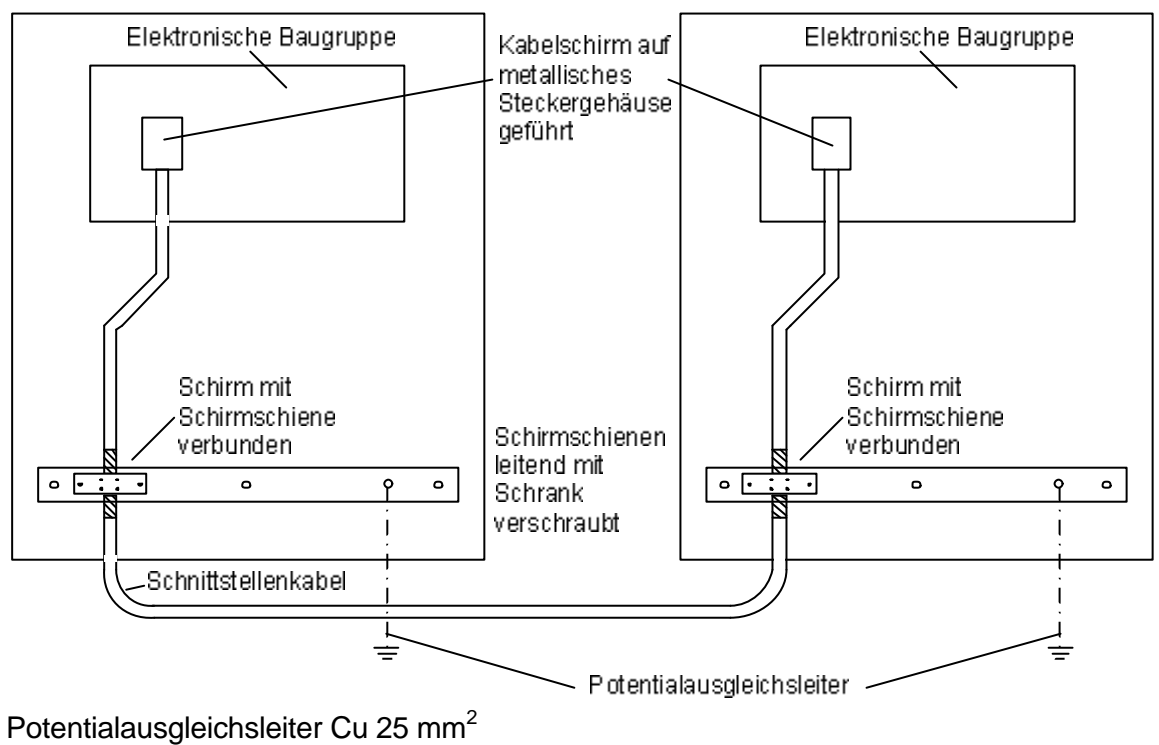 Elektronische Baugruppe
Kabelschirm auf
metallisches
Steckergehäuse
geführt
Elektronische Baugruppe
Schirm mit
Schirmschiene
verbunden
Schirmschienen
leitend mit
Schrank
verschraubt
Schirm mit
Schirmschiene
verbunden
Schnittstellenkabel
Potentialausgleichsleiter
Potentialausgleichsleiter Cu 25 mm²